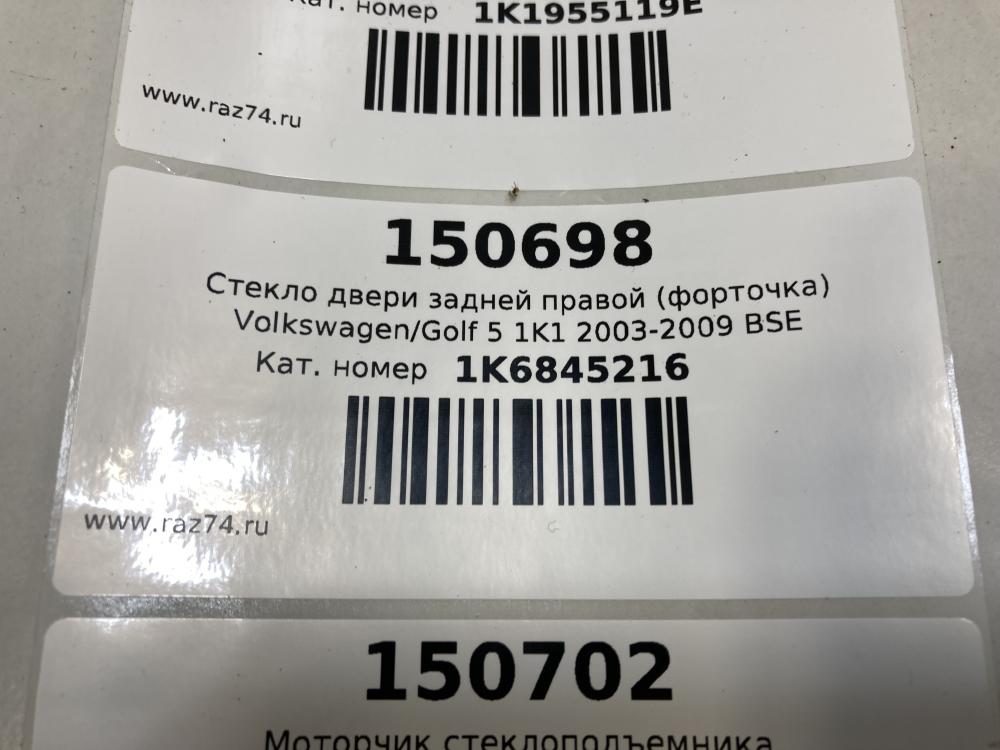 Кат. номер 1K1955119E
www.raz74.ru
150698
Стекло двери задней правой (форточка)
Volkswagen/Golf 5 1K1 2003-2009 BSE
Кат. номер 1K6845216
www.raz74.ru
150702
Моторчик стеклоподъемника